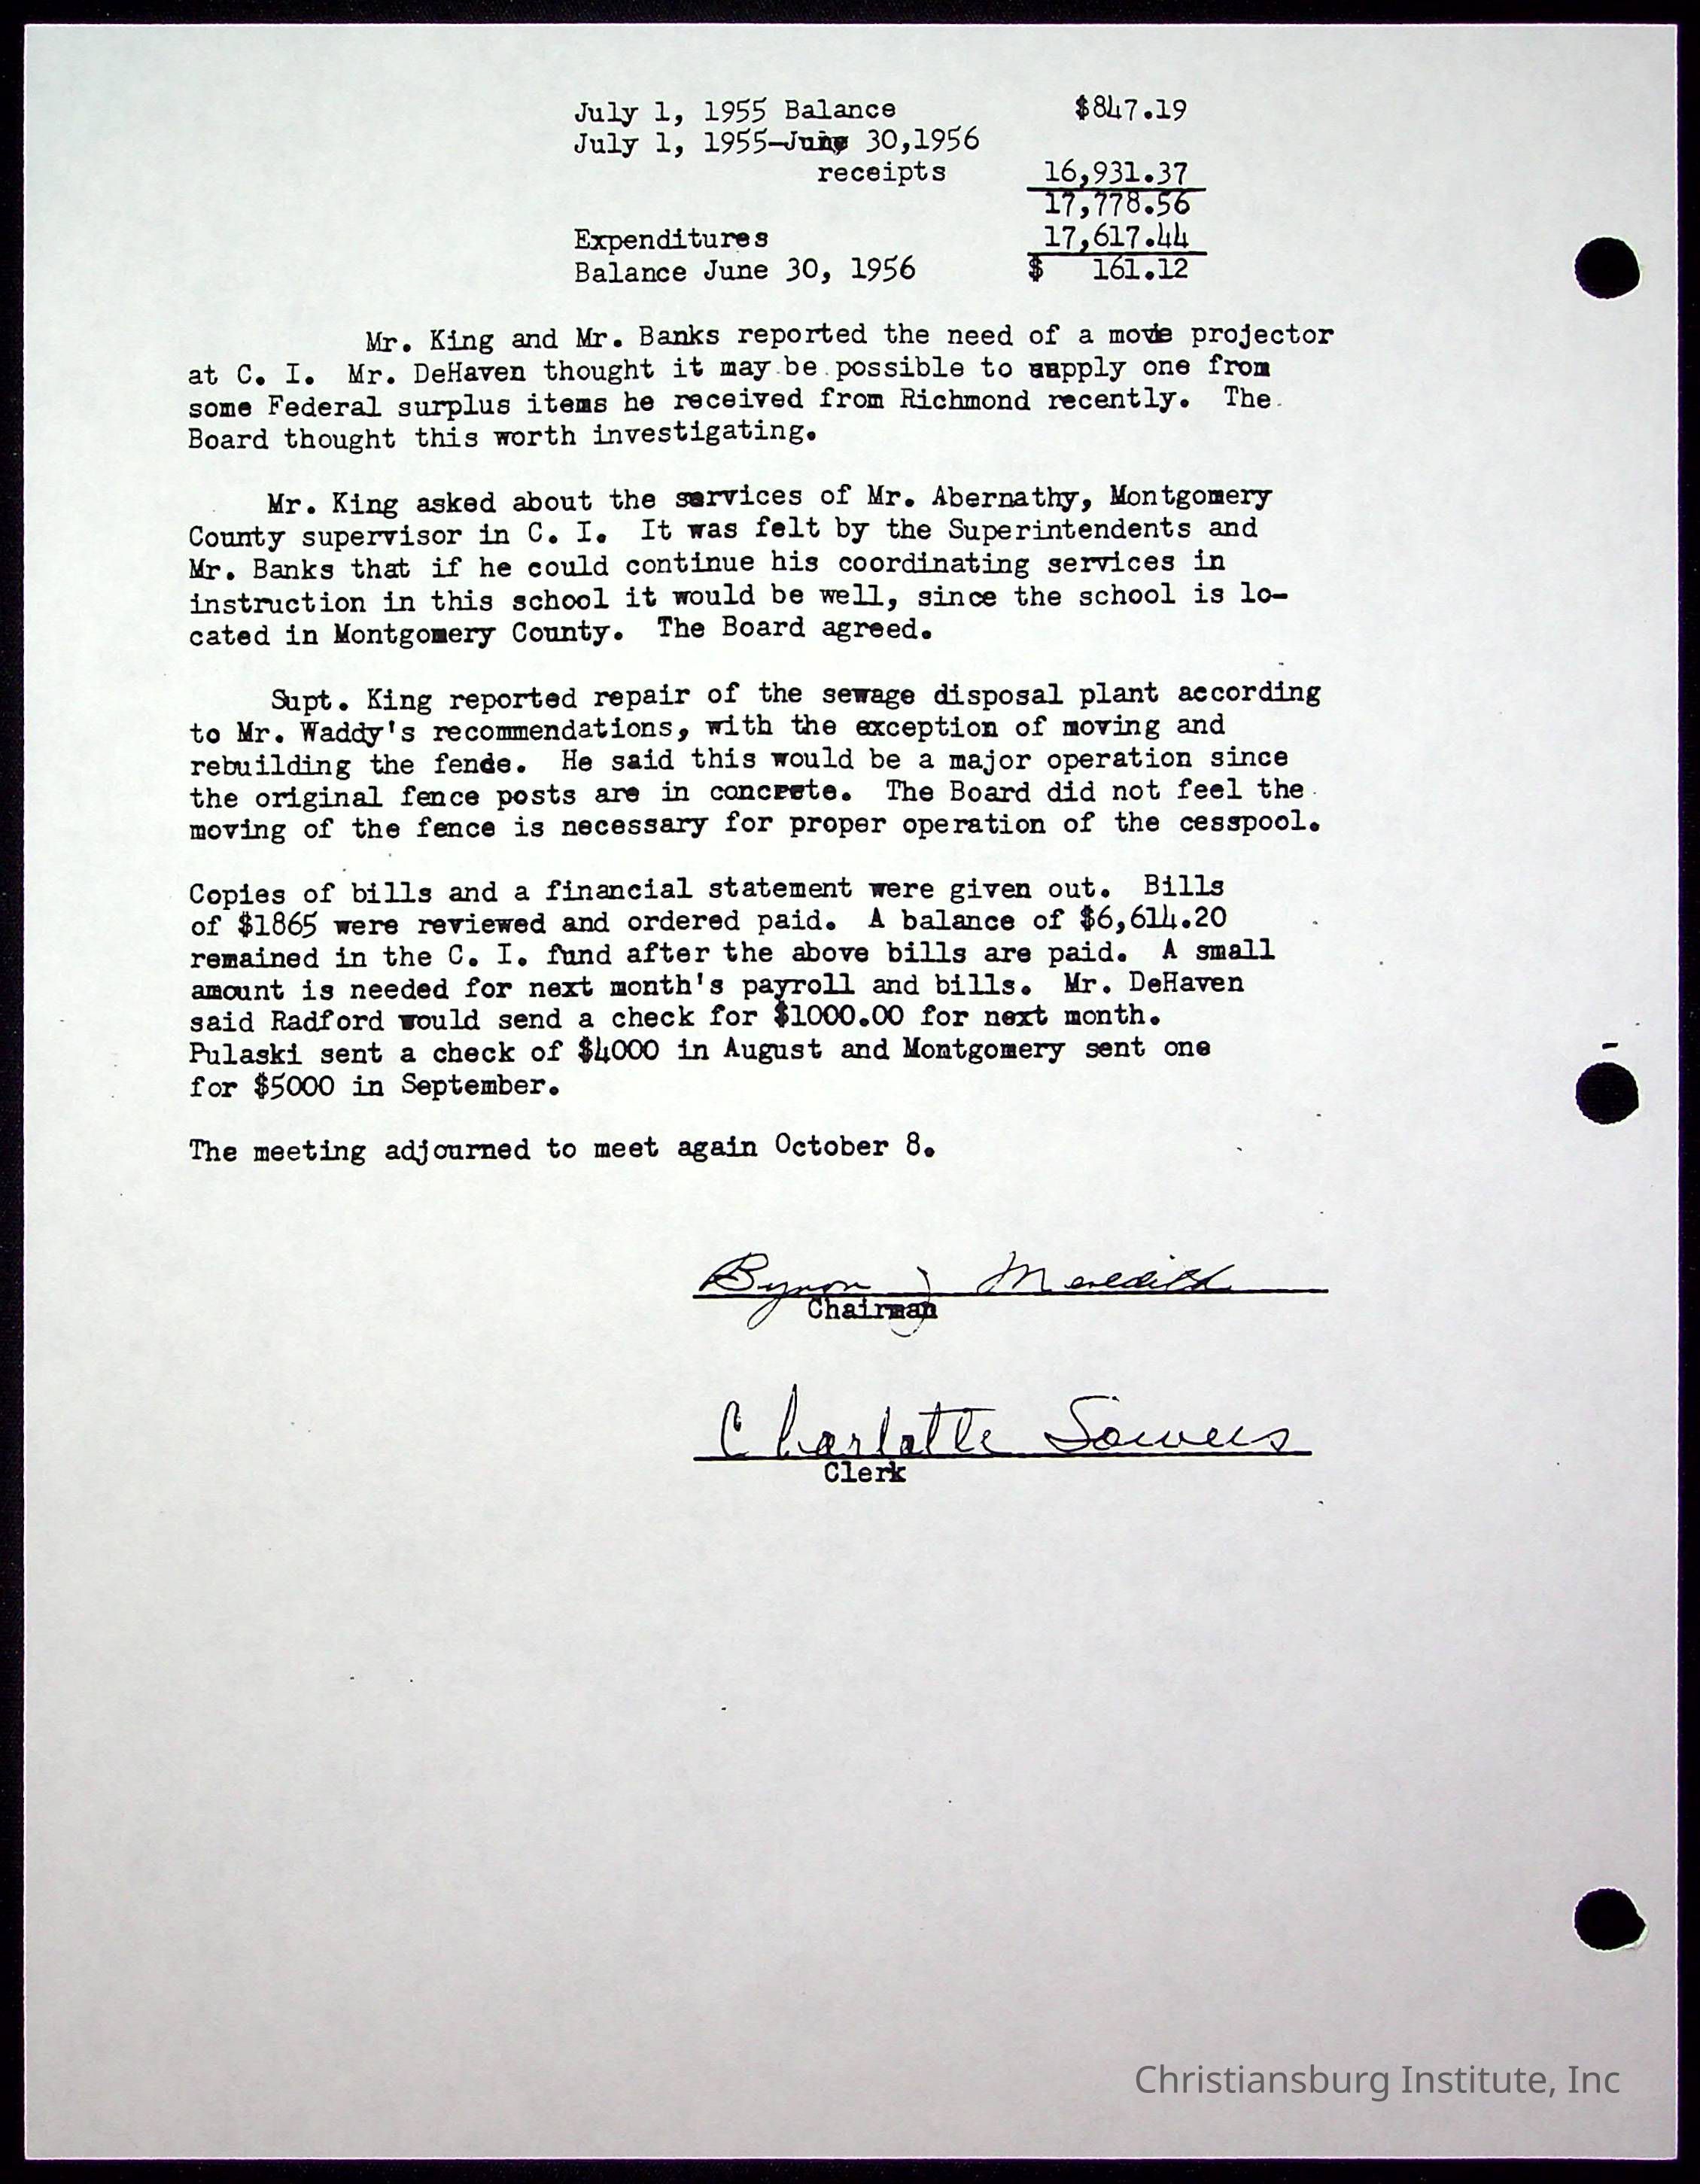 July 1, 1955 Balance $847.19
July 1, 1955-June 30,1956
receipts 16,931.37
17,778.56
Expenditures 17,617.44
Balance June 30, 1956 $ 161.12
Mr. King and Mr. Banks reported the need of a movie projector
at C. I. Mr. DeHaven thought it may be possible to supply one from
some Federal surplus items he received from Richmond recently. The
Board thought this worth investigating.
Mr. King asked about the services of Mr. Abernathy, Montgomery
County supervisor in C. I. It was felt by the Superintendents and
Mr. Banks that if he could continue his coordinating services in
instruction in this school it would be well, since the school is lo-
cated in Montgomery County. The Board agreed.
Supt. King reported repair of the sewage disposal plant according
to Mr. Waddy's recommendations, with the exception of moving and
rebuilding the fende. He said this would be a major operation since
the original fence posts are in concrete. The Board did not feel the
moving of the fence is necessary for proper operation of the cesspool.
Copies of bills and a financial statement were given out. Bills
of $1865 were reviewed and ordered paid. A balance of $6,614.20
remained in the C. I. fund after the above bills are paid. A small
amount is needed for next month's payroll and bills. Mr. DeHaven
said Radford would send a check for $1000.00 for next month.
Pulaski sent a check of $4000 in August and Montgomery sent one
for $5000 in September.
The meeting adjourned to meet again October 8.
Byron J Meredith
Chairman
Charlotte Sowers
Clerk
Christiansburg Institute, Inc